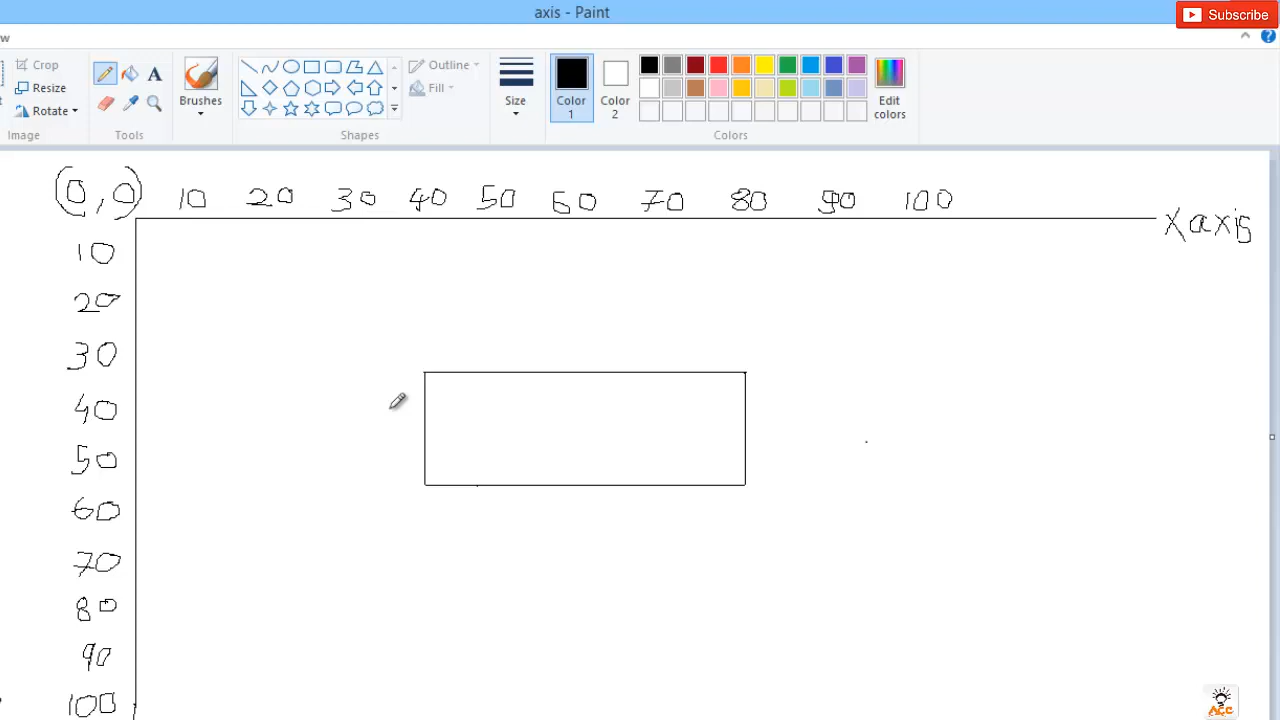 axis - Paint
Subscribe
w
Crop
Resize
Rotate
Image
Tools
Brushes
Shapes
Outline
Fill
Size
Color 1
Color 2
Edit colors
Colors
(0,0) 10 20 30 40 50 60 70 80 90 100
X axis
10
20
30
40
50
60
70
80
90
100
ACC